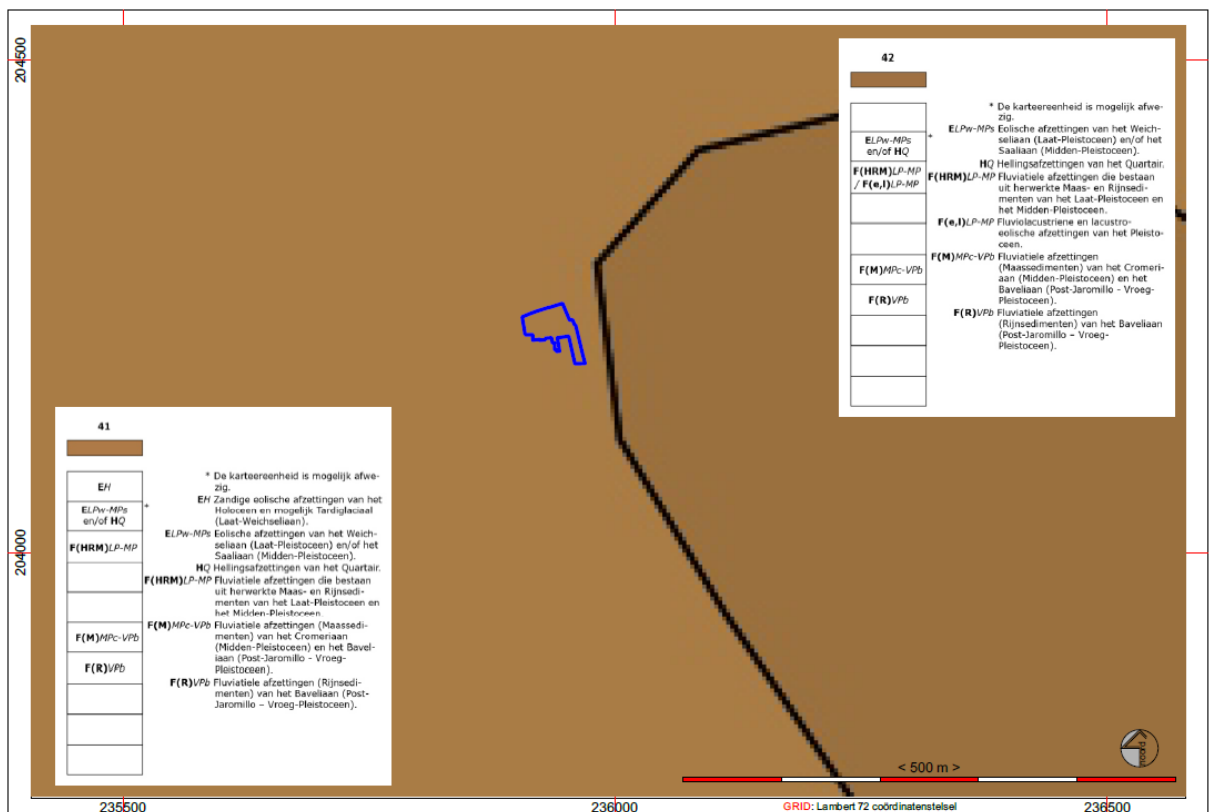 204500
42
* De karteereenheid is mogelijk afwe-
zig.
ELPw-MPs
en/of HQ
*
ELPw-MPs Eolische afzettingen van het Weich-
seliaan (Laat-Pleistoceen) en/of het
Saaliaan (Midden-Pleistoceen).
HQ Hellingsafzettingen van het Quartair.
F(HRM)LP-MP
/ F(e,l)LP-MP
F(HRM)LP-MP Fluviatiele afzettingen die bestaan
uit herwerkte Maas- en Rijnsedi-
menten van het Laat-Pleistoceen en
het Midden-Pleistoceen.
F(e,l)LP-MP Fluviolacustriene en lacustro-
eolische afzettingen van het Pleisto-
ceen.
F(M)MPc-VPb
F(M)MPc-VPb Fluviatiele afzettingen
(Maassedimenten) van het Cromeri-
aan (Midden-Pleistoceen) en het
Baveliaan (Post-Jaromillo - Vroeg-
Pleistoceen).
F(R)VPb
F(R)VPb Fluviatiele afzettingen
(Rijnsedimenten) van het Baveliaan
(Post-Jaromillo – Vroeg-
Pleistoceen).
41
* De karteereenheid is mogelijk afwe-
zig.
EH
EH Zandige eolische afzettingen van het
Holoceen en mogelijk Tardiglaciaal
(Laat-Weichseliaan).
ELPw-MPs
en/of HQ
*
ELPw-MPs Eolische afzettingen van het Weich-
seliaan (Laat-Pleistoceen) en/of het
Saaliaan (Midden-Pleistoceen).
HQ Hellingsafzettingen van het Quartair.
F(HRM)LP-MP
F(HRM)LP-MP Fluviatiele afzettingen die bestaan
uit herwerkte Maas- en Rijnsedi-
menten van het Laat-Pleistoceen en
het Midden-Pleistoceen.
F(M)MPc-VPb
F(M)MPc-VPb Fluviatiele afzettingen (Maassedi-
menten) van het Cromeriaan
(Midden-Pleistoceen) en het Bavel-
iaan (Post-Jaromillo - Vroeg-
Pleistoceen).
F(R)VPb
F(R)VPb Fluviatiele afzettingen (Rijnsedi-
menten) van het Baveliaan (Post-
Jaromillo – Vroeg-Pleistoceen).
204000
< 500 m >
235500
236000
GRID: Lambert 72 coördinatenstelsel
236500